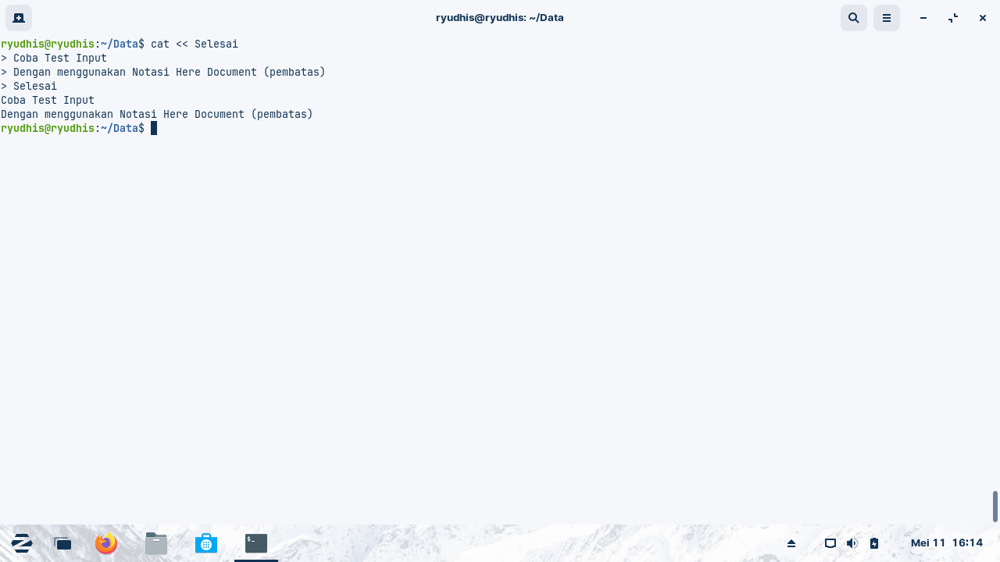 ryudhis@ryudhis: ~/Data
ryudhis@ryudhis:~/Data$ cat << Selesai
> Coba Test Input
> Dengan menggunakan Notasi Here Document (pembatas)
> Selesai
Coba Test Input
Dengan menggunakan Notasi Here Document (pembatas)
ryudhis@ryudhis:~/Data$
$_
Mei 11 16:14